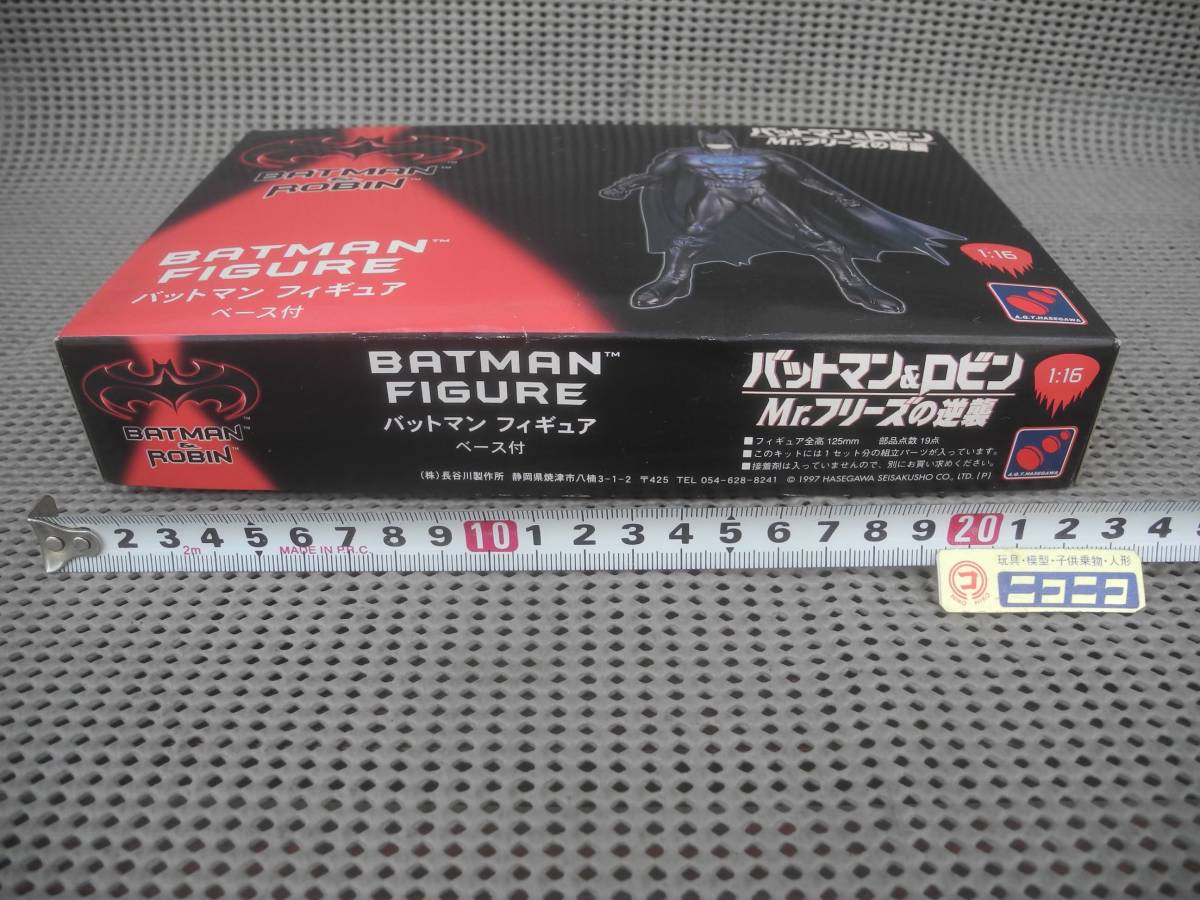 BATMAN
&
ROBIN™
BATMAN™
FIGURE
バットマン フィギュア
ベース付
バットマン&ロビン
Mr.フリーズの逆襲
1:16
A.Q.T.HASEGAWA
BATMAN™
&
ROBIN™
BATMAN™
FIGURE
バットマン フィギュア
ベース付
(株)長谷川製作所 静岡県焼津市八楠3-1-2 〒425 TEL 054-628-8241 © 1997 HASEGAWA SEISAKUSHO CO., LTD. (P)
バットマン&ロビン
Mr.フリーズの逆襲
■フィギュア全高 125mm 部品点数 19点
■このキットには1セット分の組立パーツが入っています。
■接着剤は入っていませんので、別にお買い求めください。
1:16
A.Q.T.HASEGAWA
2 3 4 5 6 7 8 9 10 1 2 3 4 5 6 7 8 9 20 1 2 3 4
2m MADE IN P.R.C
玩具・模型・子供乗物・人形
ニコニコ